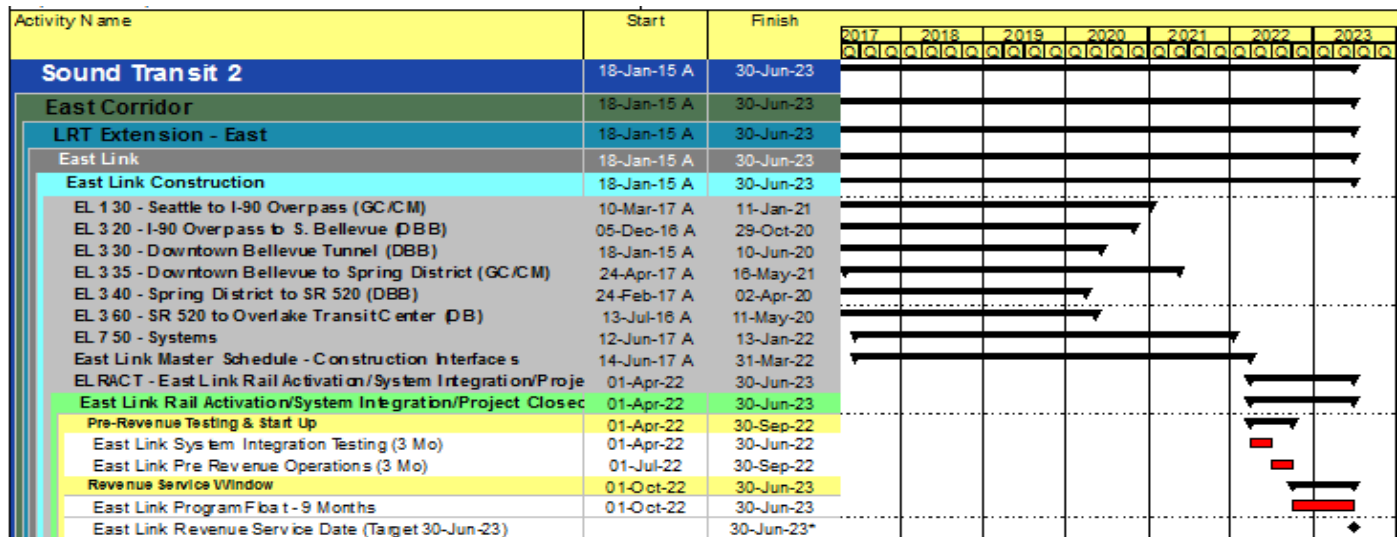 Activity Name Start Finish
2017 2018 2019 2020 2021 2022 2023
Q Q Q Q Q Q Q Q Q Q Q Q Q Q Q Q Q Q Q Q Q Q Q Q Q Q Q
Sound Transit 2 18-Jan-15 A 30-Jun-23
East Corridor 18-Jan-15 A 30-Jun-23
LRT Extension - East 18-Jan-15 A 30-Jun-23
East Link 18-Jan-15 A 30-Jun-23
East Link Construction 18-Jan-15 A 30-Jun-23
EL 130 - Seattle to I-90 Overpass (GC/CM) 10-Mar-17 A 11-Jan-21
EL 320 - I-90 Overpass to S. Bellevue (DBB) 05-Dec-16 A 29-Oct-20
EL 330 - Downtown Bellevue Tunnel (DBB) 18-Jan-15 A 10-Jun-20
EL 335 - Downtown Bellevue to Spring District (GC/CM) 24-Apr-17 A 16-May-21
EL 340 - Spring District to SR 520 (DBB) 24-Feb-17 A 02-Apr-20
EL 360 - SR 520 to Overlake Transit Center (DB) 13-Jul-16 A 11-May-20
EL 750 - Systems 12-Jun-17 A 13-Jan-22
East Link Master Schedule - Construction Interfaces 14-Jun-17 A 31-Mar-22
ELRACT - East Link Rail Activation/System Integration/Proje 01-Apr-22 30-Jun-23
East Link Rail Activation/System Integration/Project Closec 01-Apr-22 30-Jun-23
Pre-Revenue Testing & Start Up 01-Apr-22 30-Sep-22
East Link System Integration Testing (3 Mo) 01-Apr-22 30-Jun-22
East Link Pre Revenue Operations (3 Mo) 01-Jul-22 30-Sep-22
Revenue Service Window 01-Oct-22 30-Jun-23
East Link Program Float - 9 Months 01-Oct-22 30-Jun-23
East Link Revenue Service Date (Target 30-Jun-23) 30-Jun-23*